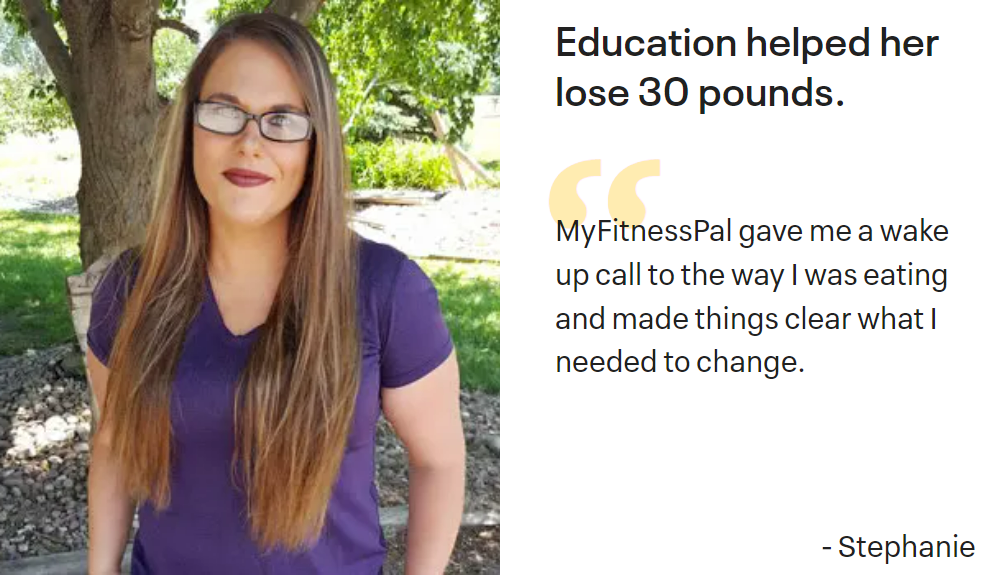 Education helped her
lose 30 pounds.
“
MyFitnessPal gave me a wake
up call to the way I was eating
and made things clear what I
needed to change.
- Stephanie